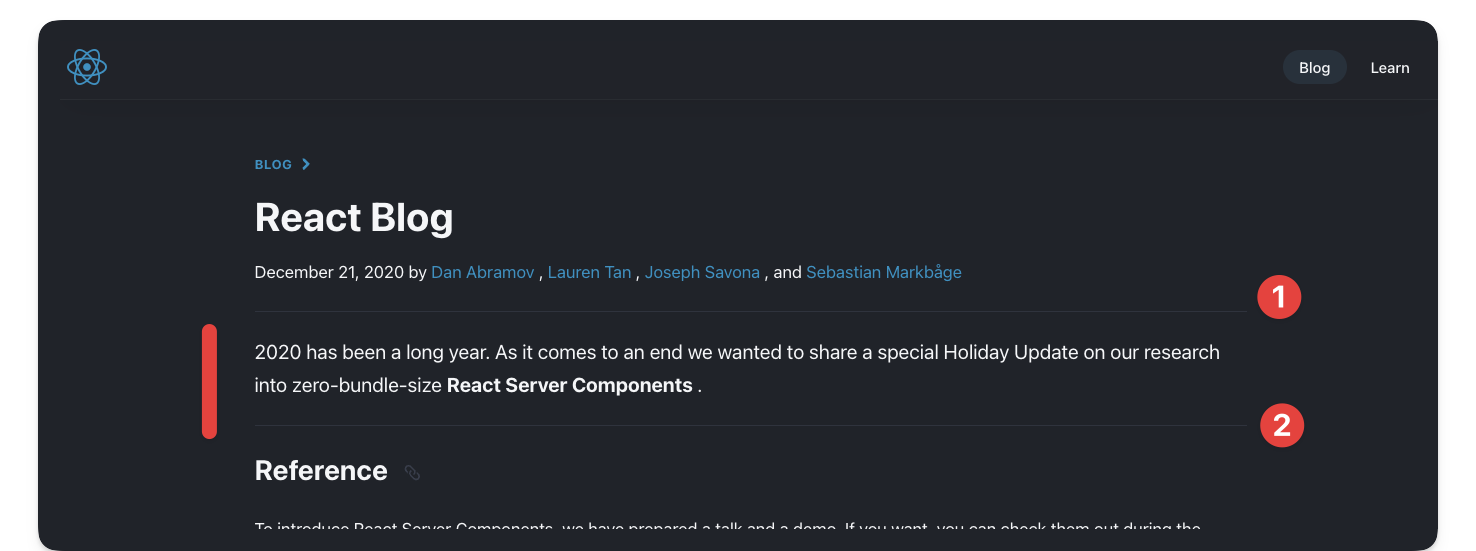 Blog Learn
BLOG
React Blog
December 21, 2020 by Dan Abramov , Lauren Tan , Joseph Savona , and Sebastian Markbåge
1
2020 has been a long year. As it comes to an end we wanted to share a special Holiday Update on our research
into zero-bundle-size React Server Components .
2
Reference
To introduce React Server Components, we have prepared a talk and a demo. If you want, you can check them out during the